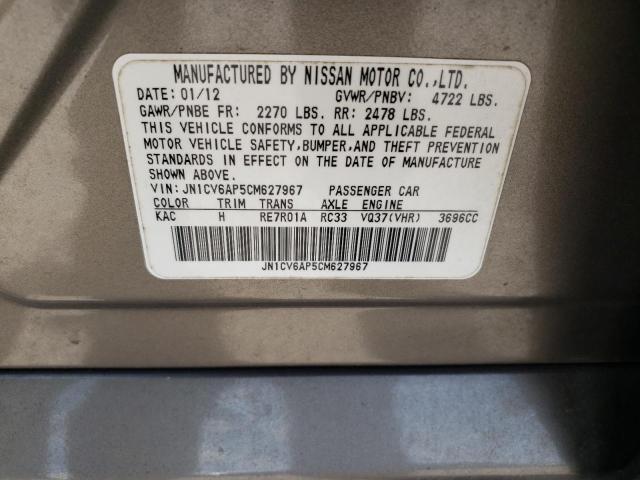 MANUFACTURED BY NISSAN MOTOR CO.,LTD.
DATE: 01/12 GVWR/PNBV: 4722 LBS.
GAWR/PNBE FR: 2270 LBS. RR: 2478 LBS.
THIS VEHICLE CONFORMS TO ALL APPLICABLE FEDERAL
MOTOR VEHICLE SAFETY,BUMPER,AND THEFT PREVENTION
STANDARDS IN EFFECT ON THE DATE OF MANUFACTURE
SHOWN ABOVE.
VIN: JN1CV6AP5CM627967 PASSENGER CAR
COLOR TRIM TRANS AXLE ENGINE
KAC H RE7R01A RC33 VQ37(VHR) 3696CC
JN1CV6AP5CM627967